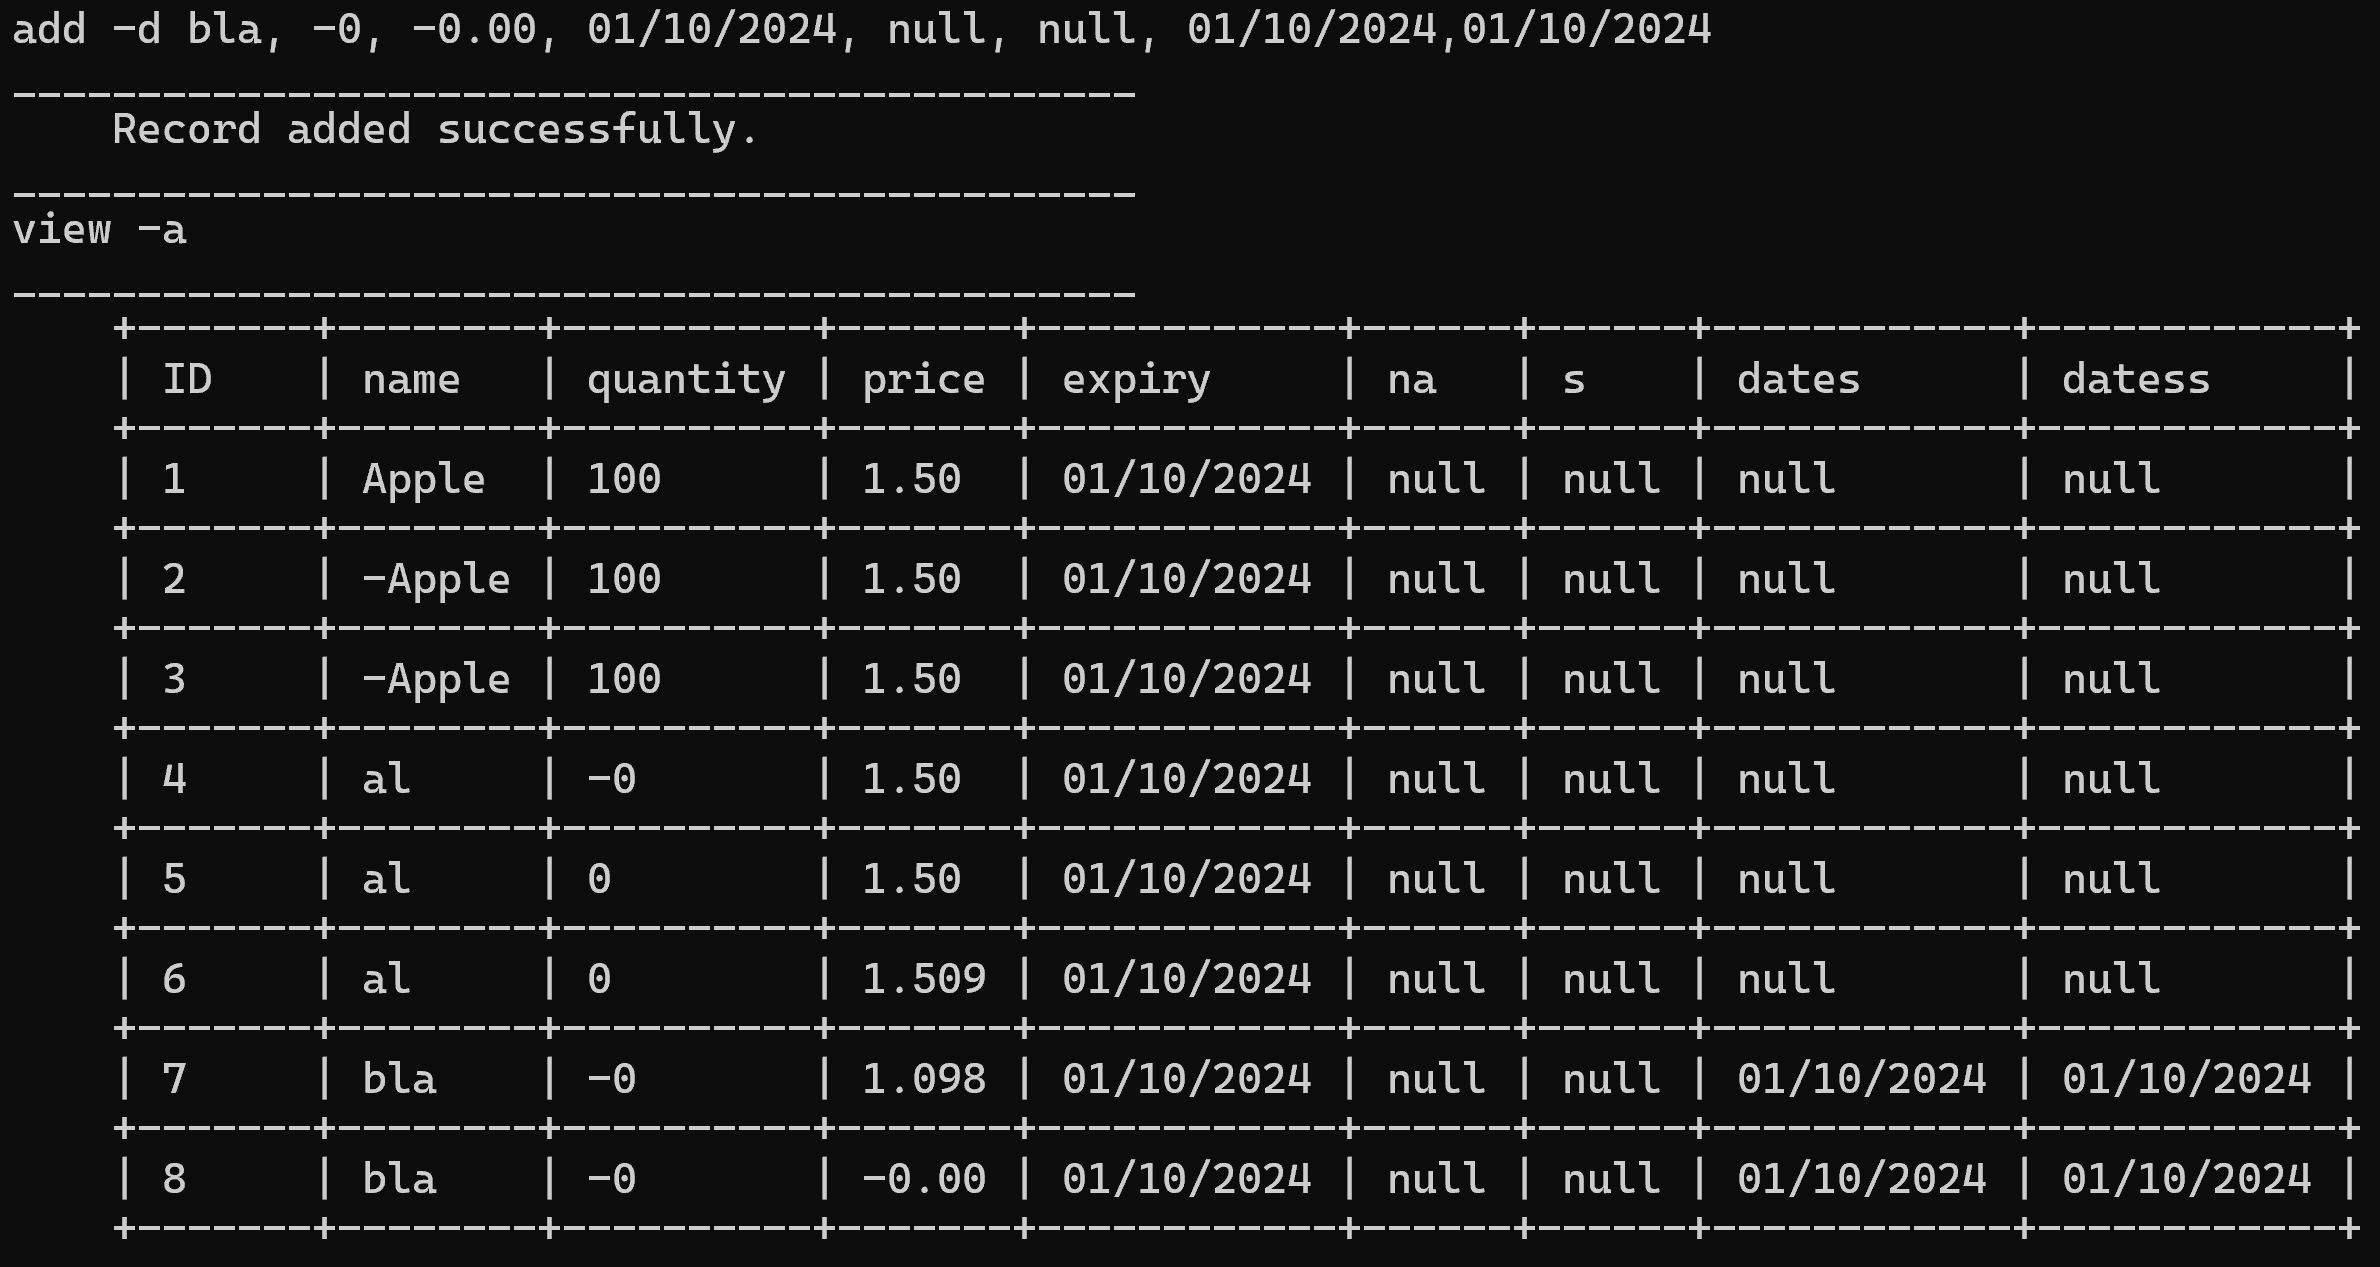 add -d bla, -0, -0.00, 01/10/2024, null, null, 01/10/2024,01/10/2024
_____________________________________________
    Record added successfully.
_____________________________________________
view -a
_____________________________________________
    +-------+--------+----------+-------+------------+------+------+------------+------------+
    | ID    | name   | quantity | price | expiry     | na   | s    | dates      | datess     |
    +-------+--------+----------+-------+------------+------+------+------------+------------+
    | 1     | Apple  | 100      | 1.50  | 01/10/2024 | null | null | null       | null       |
    +-------+--------+----------+-------+------------+------+------+------------+------------+
    | 2     | -Apple | 100      | 1.50  | 01/10/2024 | null | null | null       | null       |
    +-------+--------+----------+-------+------------+------+------+------------+------------+
    | 3     | -Apple | 100      | 1.50  | 01/10/2024 | null | null | null       | null       |
    +-------+--------+----------+-------+------------+------+------+------------+------------+
    | 4     | al     | -0       | 1.50  | 01/10/2024 | null | null | null       | null       |
    +-------+--------+----------+-------+------------+------+------+------------+------------+
    | 5     | al     | 0        | 1.50  | 01/10/2024 | null | null | null       | null       |
    +-------+--------+----------+-------+------------+------+------+------------+------------+
    | 6     | al     | 0        | 1.509 | 01/10/2024 | null | null | null       | null       |
    +-------+--------+----------+-------+------------+------+------+------------+------------+
    | 7     | bla    | -0       | 1.098 | 01/10/2024 | null | null | 01/10/2024 | 01/10/2024 |
    +-------+--------+----------+-------+------------+------+------+------------+------------+
    | 8     | bla    | -0       | -0.00 | 01/10/2024 | null | null | 01/10/2024 | 01/10/2024 |
    +-------+--------+----------+-------+------------+------+------+------------+------------+